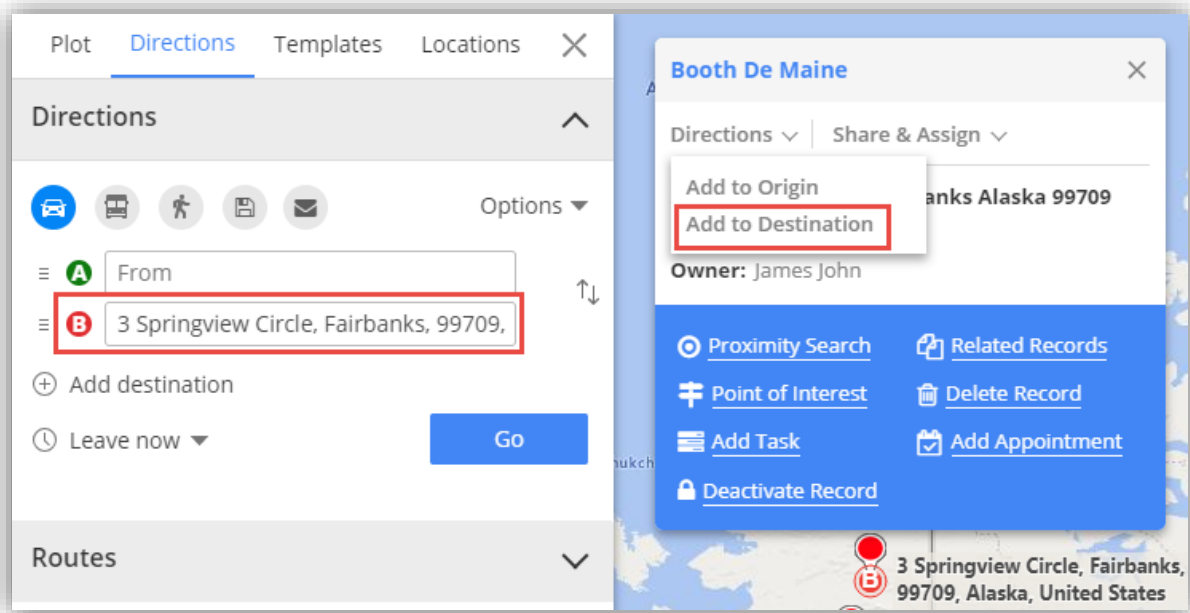 Plot Directions Templates Locations
Directions
Options
A From
B 3 Springview Circle, Fairbanks, 99709,
Add destination
Leave now Go
Routes
Booth De Maine
Directions Share & Assign
Add to Origin
Add to Destination
anks Alaska 99709
Owner: James John
Proximity Search Related Records
Point of Interest Delete Record
Add Task Add Appointment
Deactivate Record
A
hukch
B
3 Springview Circle, Fairbanks,
99709, Alaska, United States